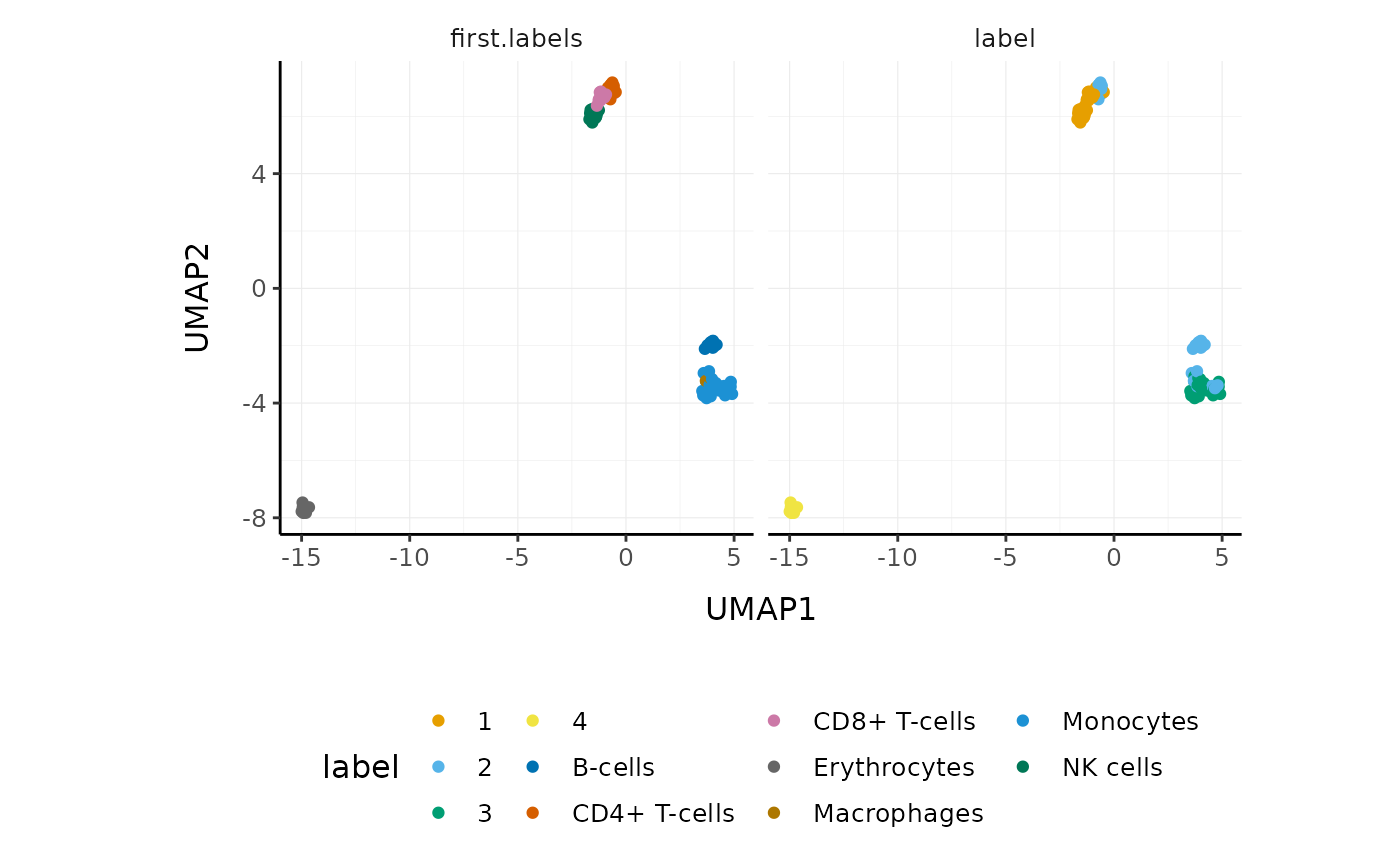 first.labels label
UMAP2
4
0
-4
-8
-15 -10 -5 0 5 -15 -10 -5 0 5
UMAP1
1 4 CD8+ T-cells Monocytes
label 2 B-cells Erythrocytes NK cells
3 CD4+ T-cells Macrophages